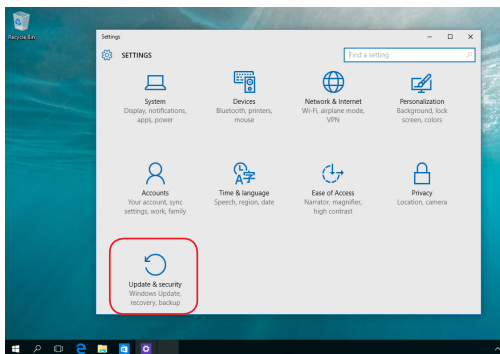 Recycle Bin
Settings
SETTINGS
Find a setting
System
Display, notifications,
apps, power
Devices
Bluetooth, printers,
mouse
Network & Internet
Wi-Fi, airplane mode,
VPN
Personalization
Background, lock
screen, colors
Accounts
Your account, sync
settings, work, family
Time & language
Speech, region, date
Ease of Access
Narrator, magnifier,
high contrast
Privacy
Location, camera
Update & security
Windows Update,
recovery, backup